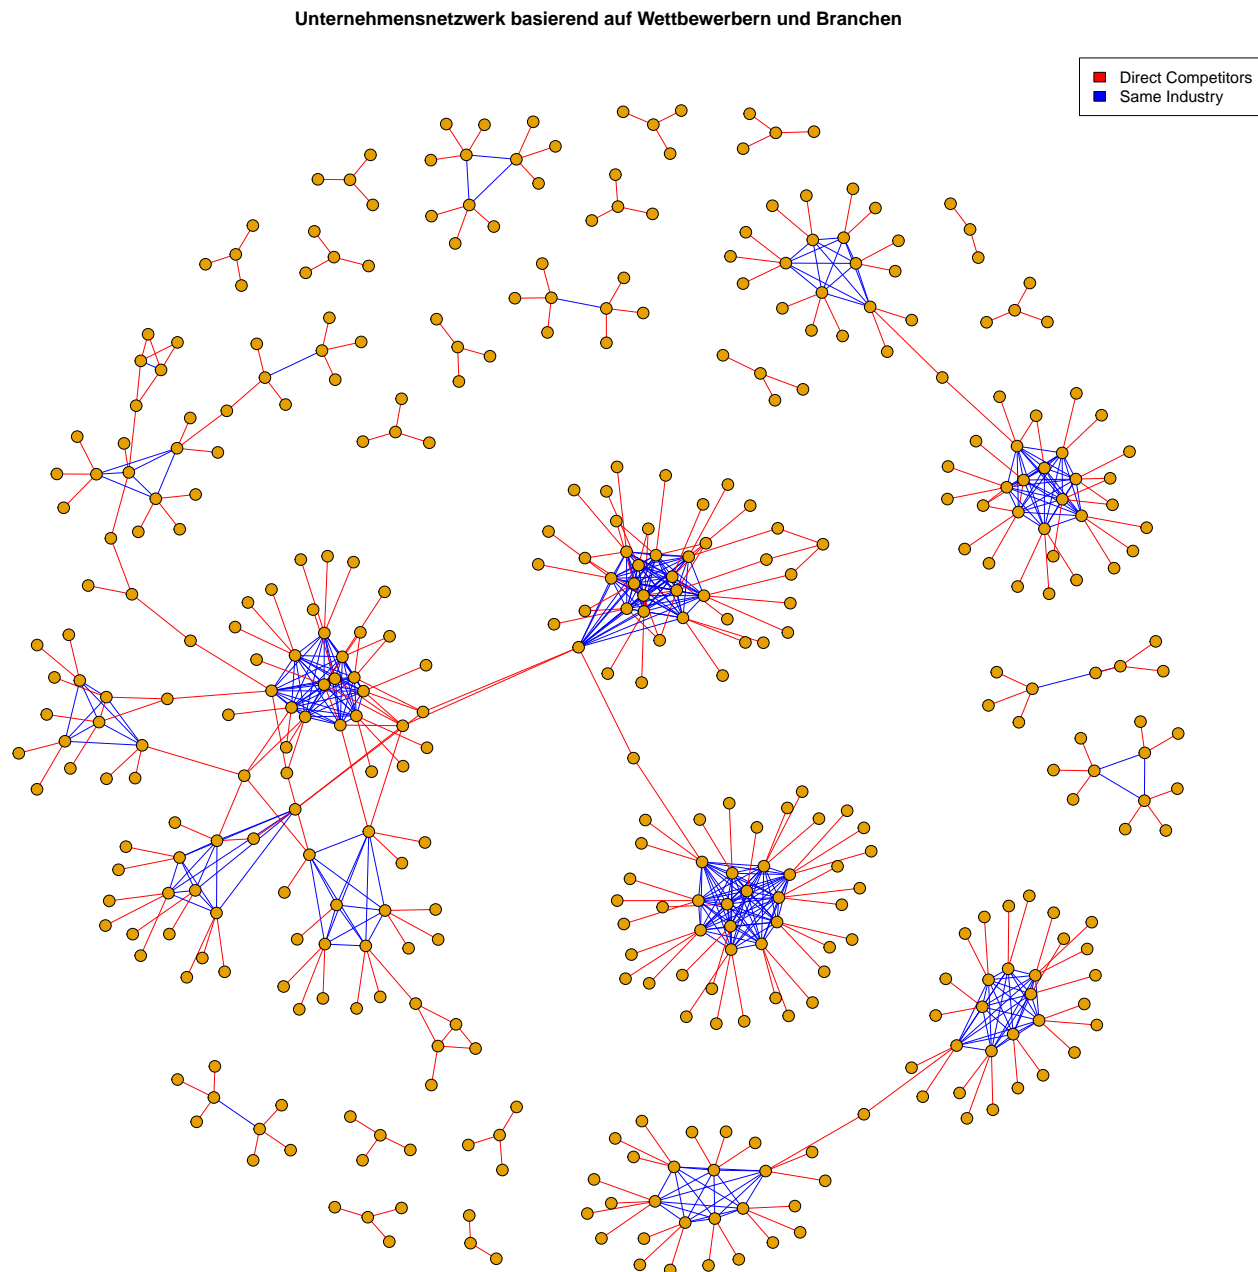 Unternehmensnetzwerk basierend auf Wettbewerbern und Branchen
Direct Competitors
Same Industry